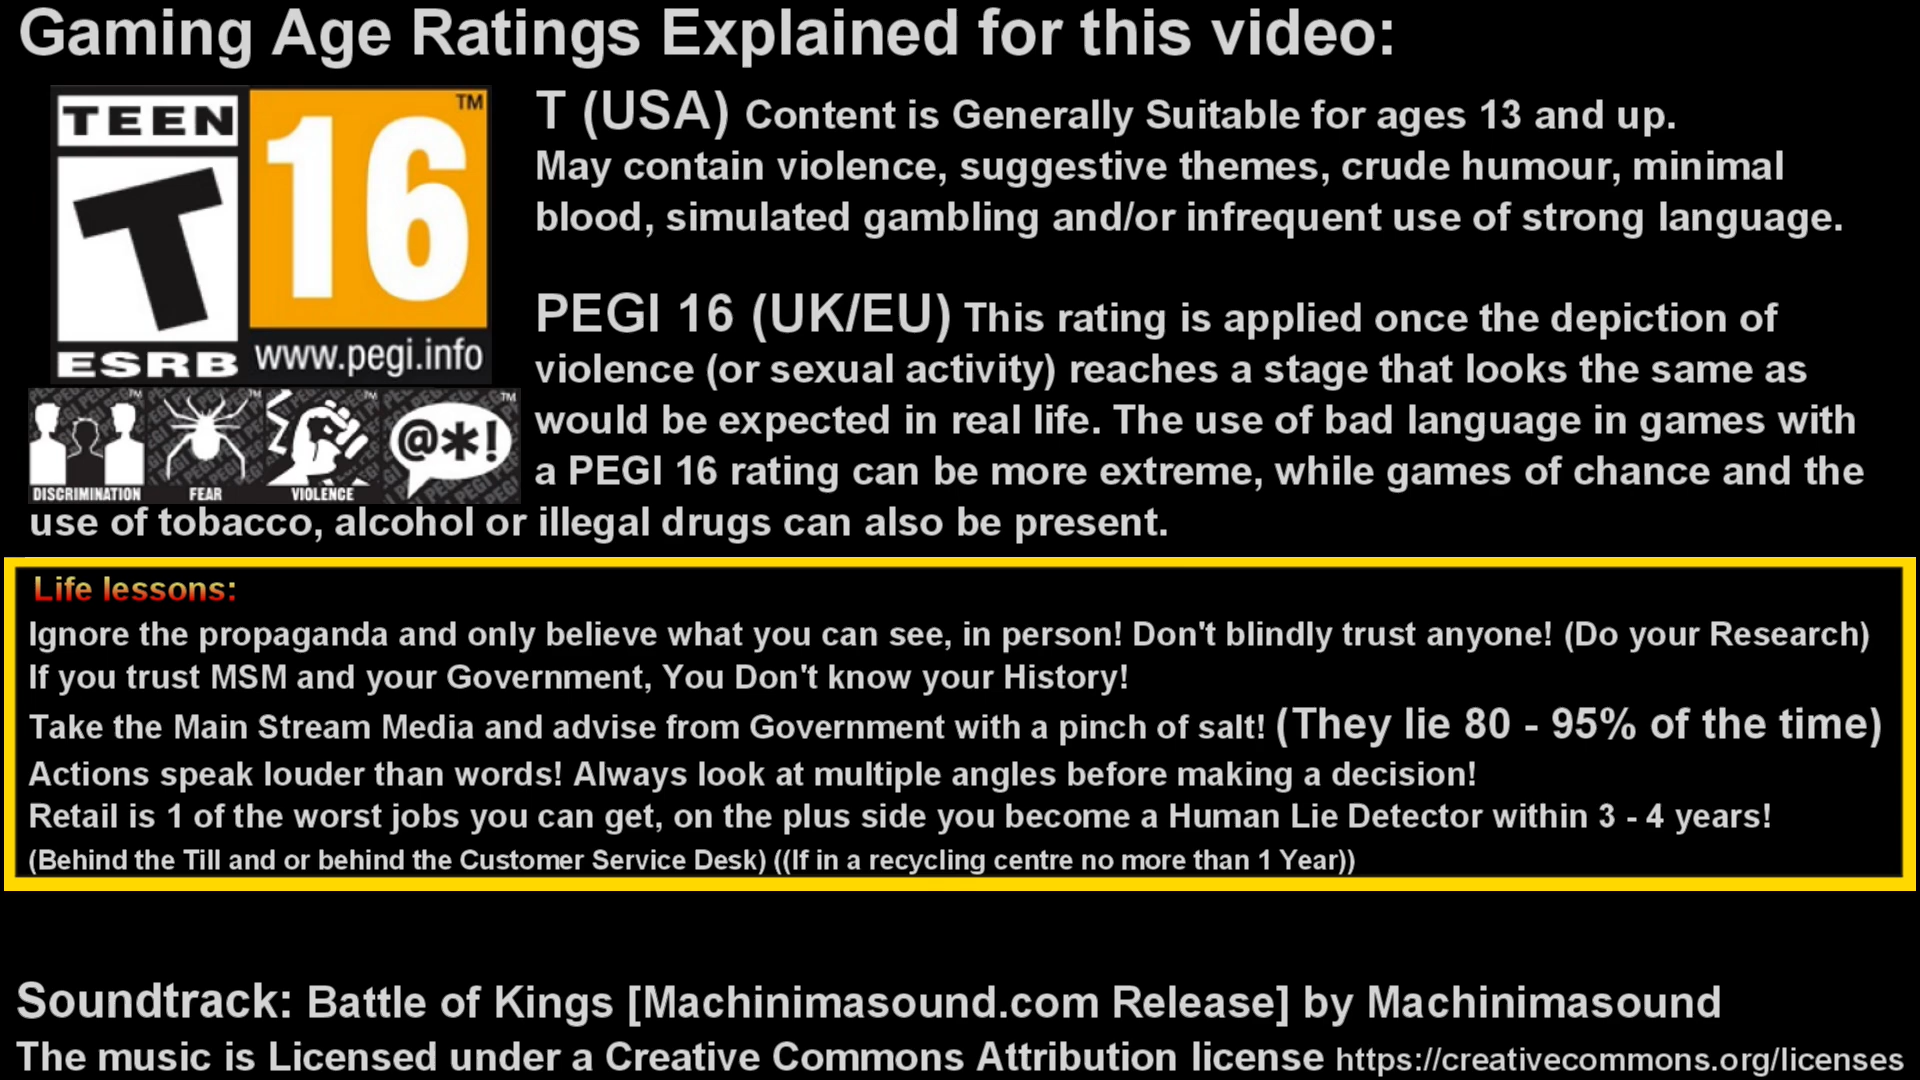 Gaming Age Ratings Explained for this video:
TEEN
T
ESRB
16
TM
www.pegi.info
DISCRIMINATION
FEAR
VIOLENCE
@*!
T (USA) Content is Generally Suitable for ages 13 and up.
May contain violence, suggestive themes, crude humour, minimal
blood, simulated gambling and/or infrequent use of strong language.
PEGI 16 (UK/EU) This rating is applied once the depiction of
violence (or sexual activity) reaches a stage that looks the same as
would be expected in real life. The use of bad language in games with
a PEGI 16 rating can be more extreme, while games of chance and the
use of tobacco, alcohol or illegal drugs can also be present.
Life lessons:
Ignore the propaganda and only believe what you can see, in person! Don't blindly trust anyone! (Do your Research)
If you trust MSM and your Government, You Don't know your History!
Take the Main Stream Media and advise from Government with a pinch of salt! (They lie 80 - 95% of the time)
Actions speak louder than words! Always look at multiple angles before making a decision!
Retail is 1 of the worst jobs you can get, on the plus side you become a Human Lie Detector within 3 - 4 years!
(Behind the Till and or behind the Customer Service Desk) ((If in a recycling centre no more than 1 Year))
Soundtrack: Battle of Kings [Machinimasound.com Release] by Machinimasound
The music is Licensed under a Creative Commons Attribution license https://creativecommons.org/licenses